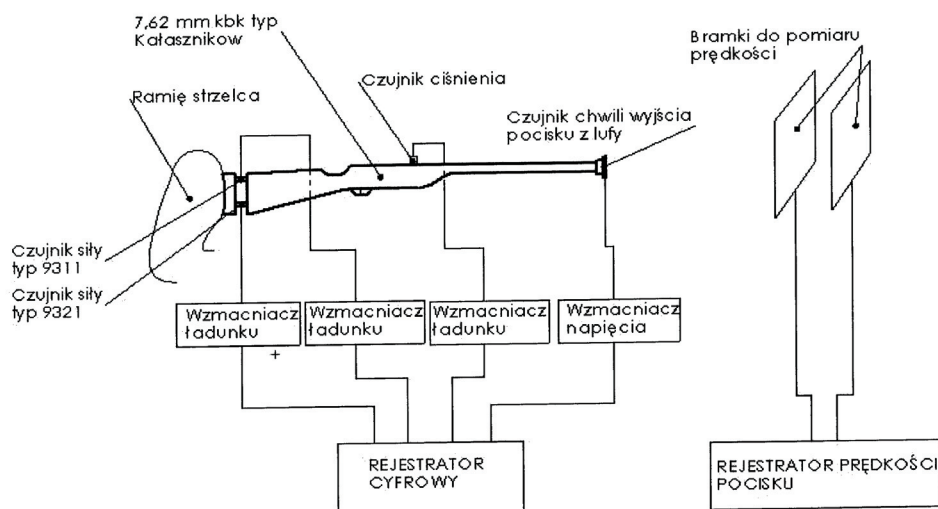 7,62 mm kbk typ
Kałasznikow
Bramki do pomiaru
prędkości
Czujnik ciśnienia
Ramię strzelca
Czujnik chwili wyjścia
pocisku z lufy
Czujnik siły
typ 9311
Czujnik siły
typ 9321
Wzmacniacz
ładunku
+
Wzmacniacz
ładunku
Wzmacniacz
ładunku
Wzmacniacz
napięcia
REJESTRATOR
CYFROWY
REJESTRATOR PRĘDKOŚCI
POCISKU